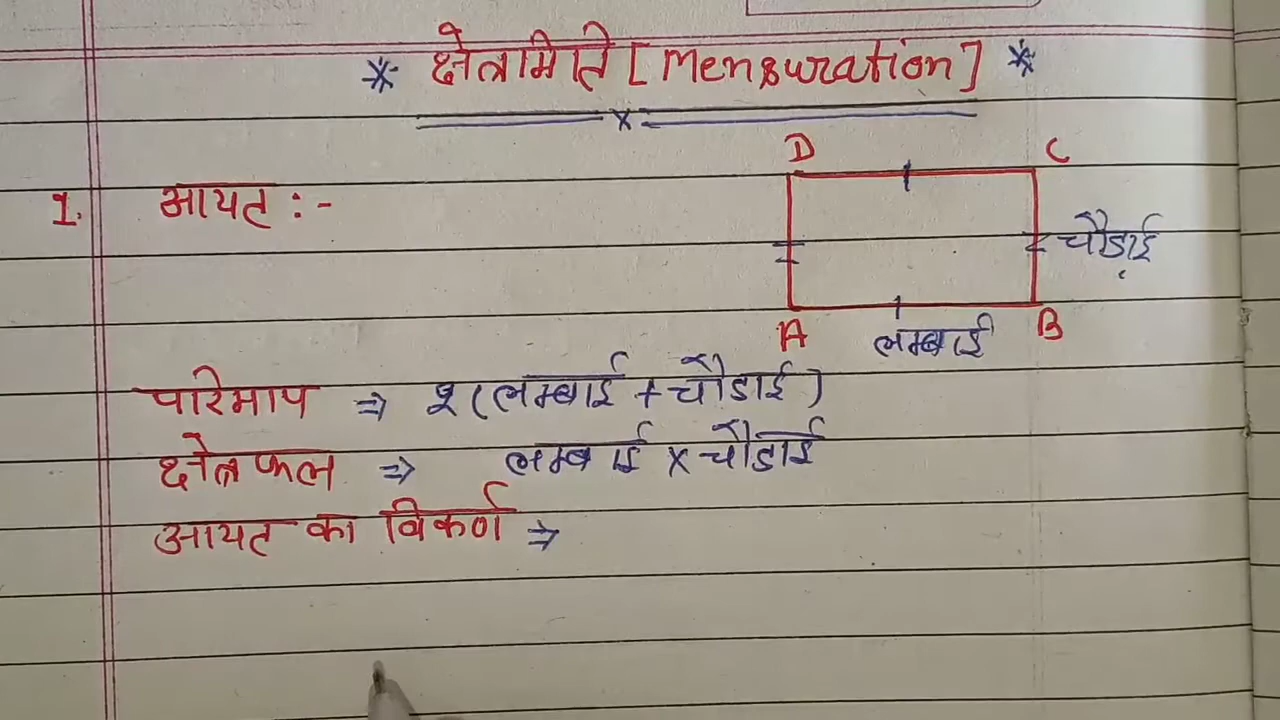 * क्षेत्रमिति [Mensuration] *
D C
1. आयत :-
चौड़ाई
A B
लम्बाई
परिमाप ⇒ 2 (लम्बाई + चौडाई)
क्षेत्रफल ⇒ लम्बाई x चौडाई
आयत का विकर्ण ⇒